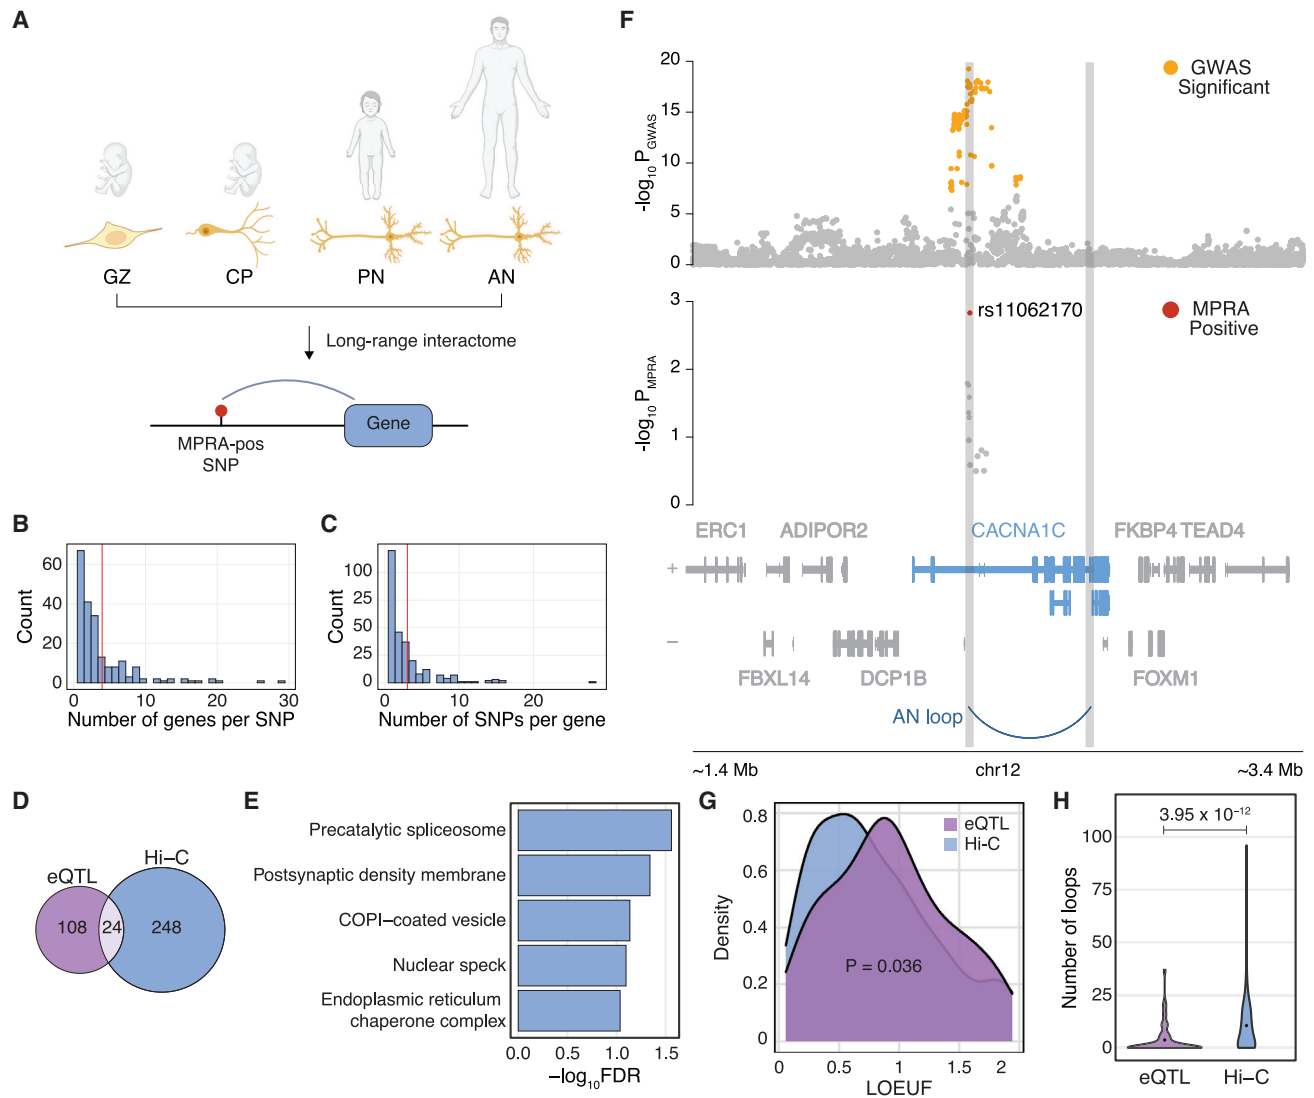 A
GZ
CP
PN
AN
Long-range interactome
Gene
MPRA-pos
SNP
B
Count
60
40
20
0
0
10
20
30
Number of genes per SNP
C
Count
100
25
50
25
0
0
10
20
Number of SNPs per gene
D
eQTL
Hi–C
108
24
248
E
Precatalytic spliceosome
Postsynaptic density membrane
COPI–coated vesicle
Nuclear speck
Endoplasmic reticulum
chaperone complex
0.0
0.5
1.0
1.5
–log10FDR
F
20
15
10
5
0
-log10 PGWAS
GWAS
Significant
3
2
1
0
-log10 PMPRA
rs11062170
MPRA
Positive
ERC1
ADIPOR2
CACNA1C
FKBP4 TEAD4
+
–
FBXL14
DCP1B
FOXM1
AN loop
~1.4 Mb
chr12
~3.4 Mb
G
0.8
0.6
0.4
0.2
0
Density
eQTL
Hi-C
P = 0.036
0
0.5
1
1.5
2
LOEUF
H
3.95 x 10–12
100
75
50
25
0
Number of loops
eQTL
Hi–C